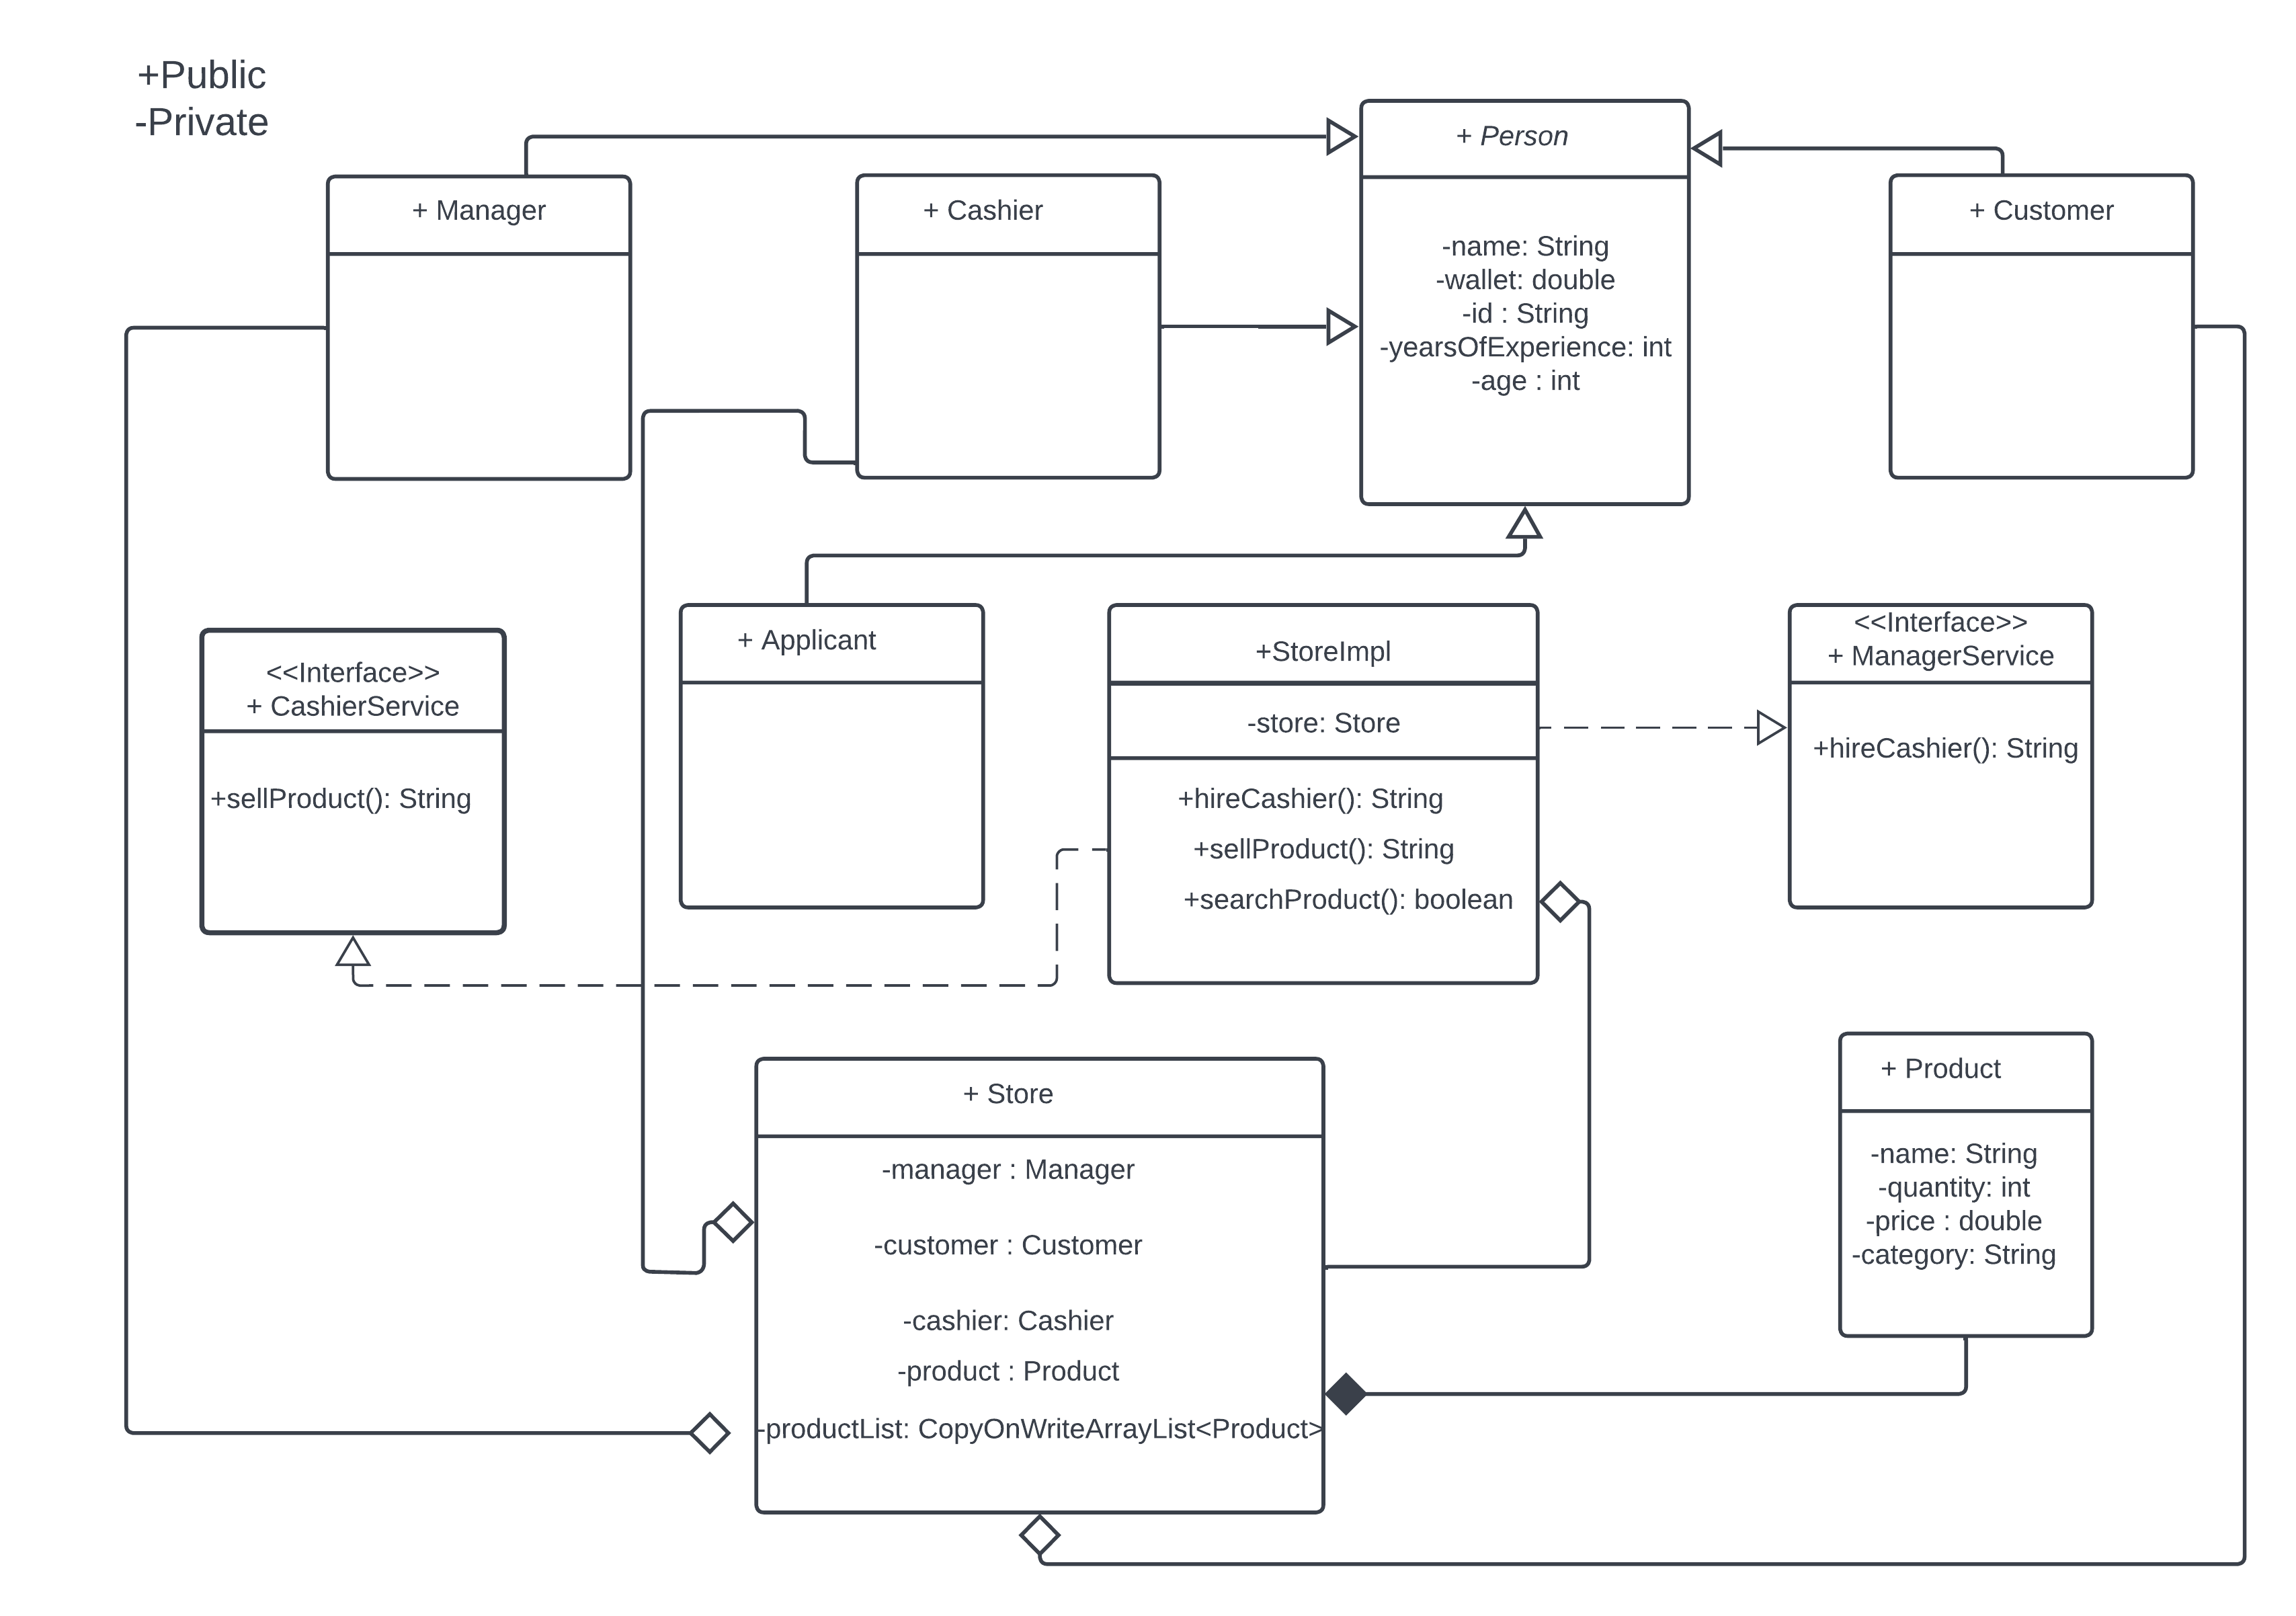 +Public
-Private
+ Manager
+ Cashier
+ Person
-name: String
-wallet: double
-id : String
-yearsOfExperience: int
-age : int
+ Customer
<<Interface>>
+ CashierService
+sellProduct(): String
+ Applicant
+StoreImpl
-store: Store
+hireCashier(): String
+sellProduct(): String
+searchProduct(): boolean
<<Interface>>
+ ManagerService
+hireCashier(): String
+ Store
-manager : Manager
-customer : Customer
-cashier: Cashier
-product : Product
-productList: CopyOnWriteArrayList<Product>
+ Product
-name: String
-quantity: int
-price : double
-category: String